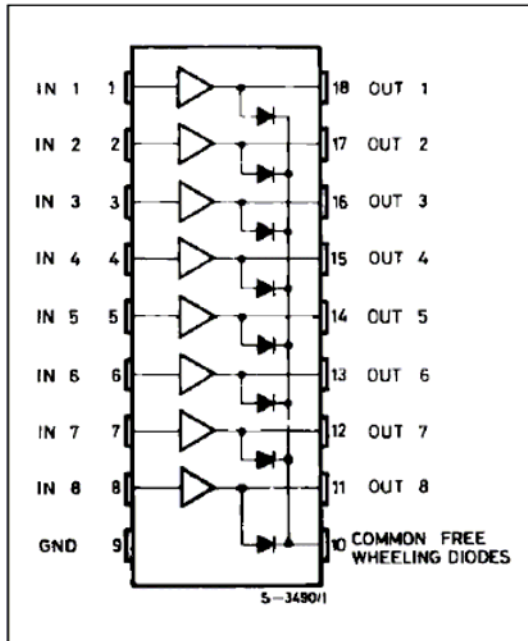 IN 1 1 18 OUT 1
IN 2 2 17 OUT 2
IN 3 3 16 OUT 3
IN 4 4 15 OUT 4
IN 5 5 14 OUT 5
IN 6 6 13 OUT 6
IN 7 7 12 OUT 7
IN 8 8 11 OUT 8
GND 9 10 COMMON FREE
WHEELING DIODES
S-3490/1